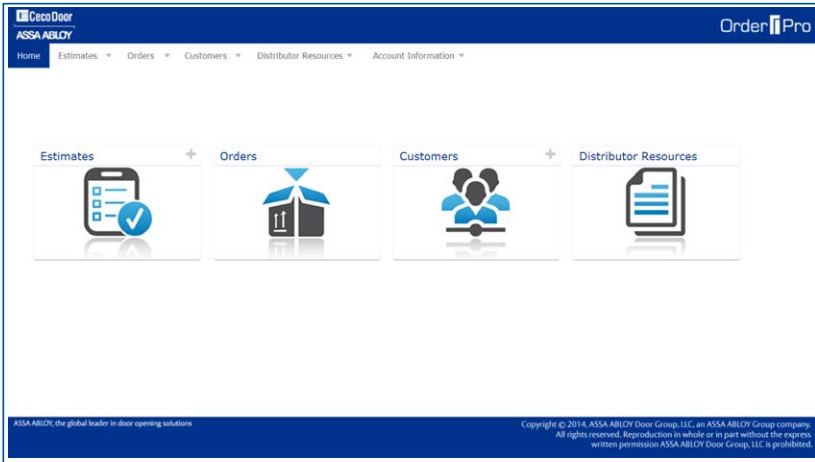 CecoDoor
ASSA ABLOY
Order Pro
Home Estimates Orders Customers Distributor Resources Account Information
Estimates + Orders Customers + Distributor Resources
ASSA ABLOY, the global leader in door opening solutions
Copyright © 2014, ASSA ABLOY Door Group, LLC, an ASSA ABLOY Group company.
All rights reserved. Reproduction in whole or in part without the express
written permission ASSA ABLOY Door Group, LLC is prohibited.